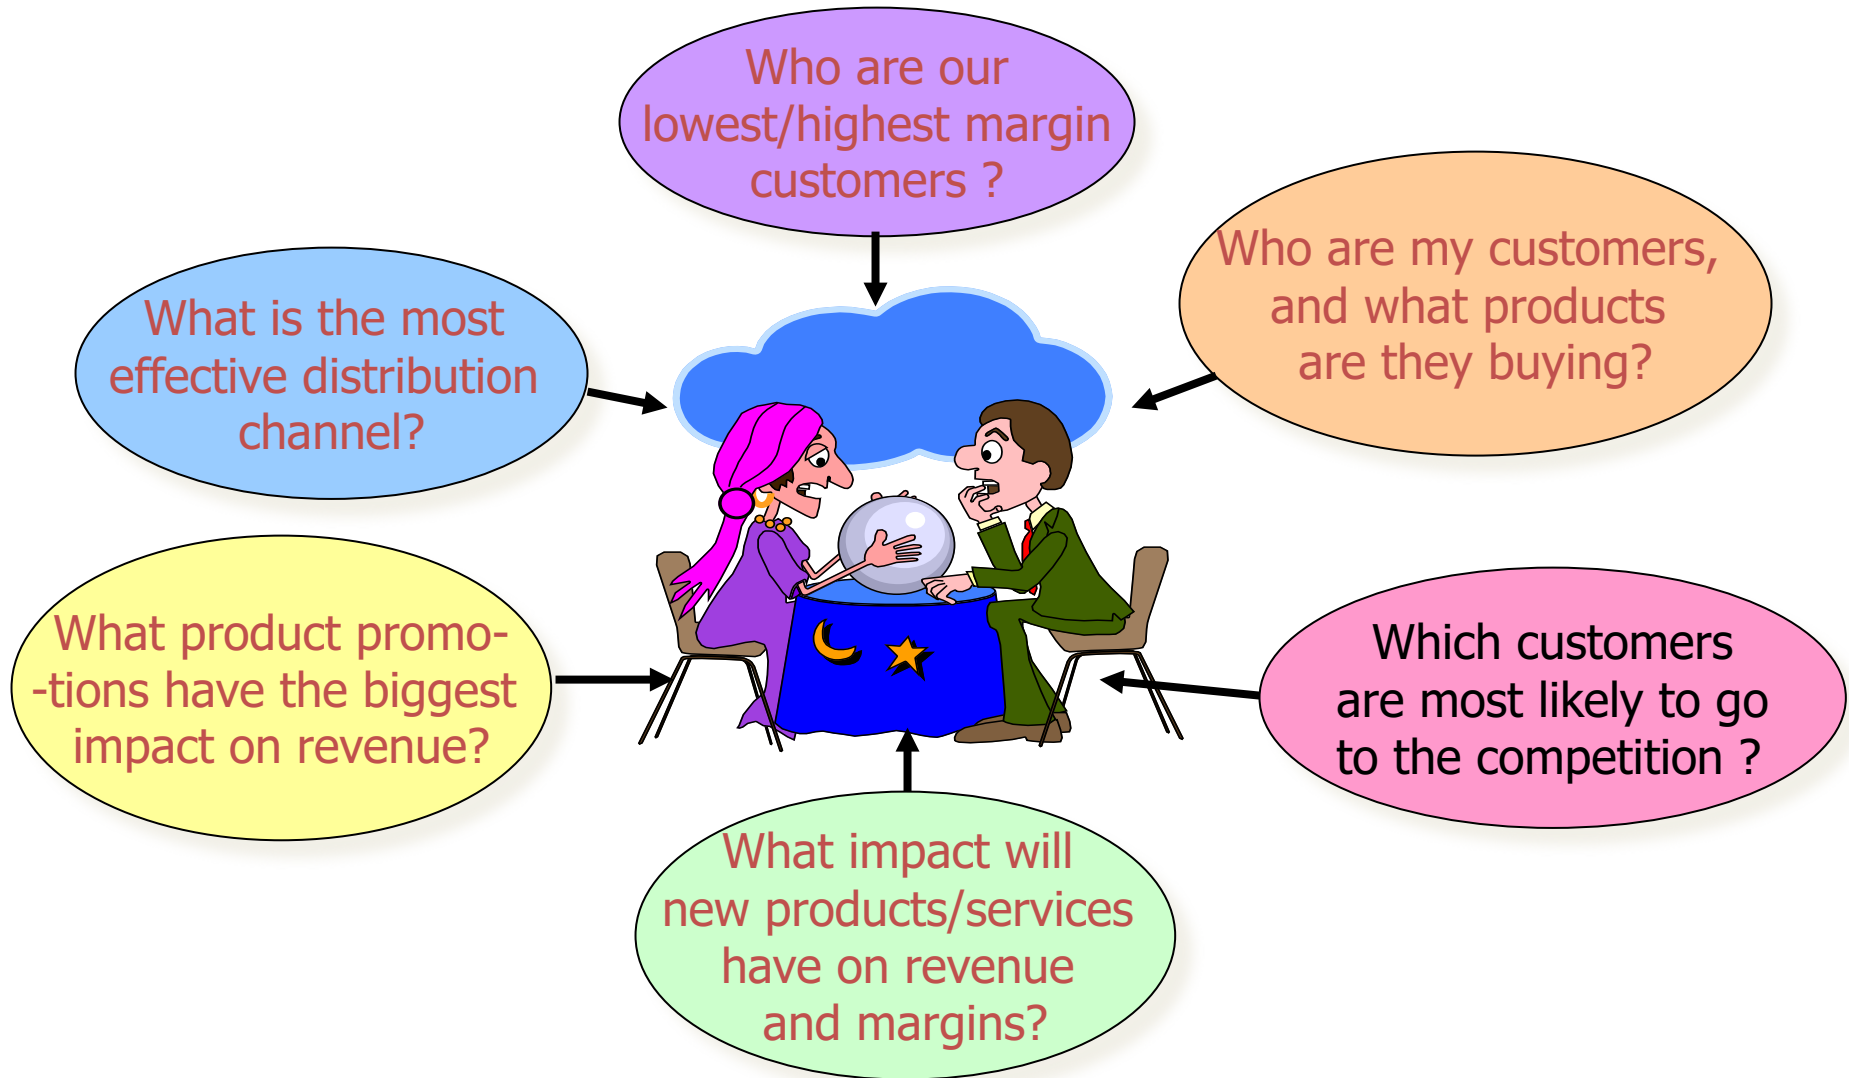 Who are our
lowest/highest margin
customers ?
Who are my customers,
and what products
are they buying?
What is the most
effective distribution
channel?
What product promo-
-tions have the biggest
impact on revenue?
Which customers
are most likely to go
to the competition ?
What impact will
new products/services
have on revenue
and margins?